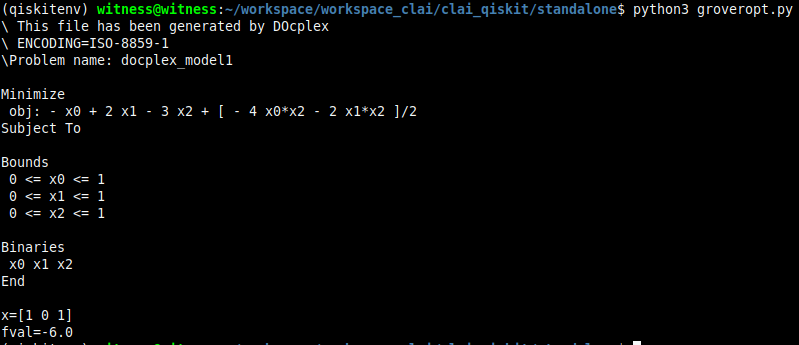 (qiskitenv) witness@witness:~/workspace/workspace_clai/clai_qiskit/standalone$ python3 groveropt.py
\ This file has been generated by DOcplex
\ ENCODING=ISO-8859-1
\Problem name: docplex_model1
Minimize
obj: - x0 + 2 x1 - 3 x2 + [ - 4 x0*x2 - 2 x1*x2 ]/2
Subject To
Bounds
0 <= x0 <= 1
0 <= x1 <= 1
0 <= x2 <= 1
Binaries
x0 x1 x2
End
x=[1 0 1]
fval=-6.0